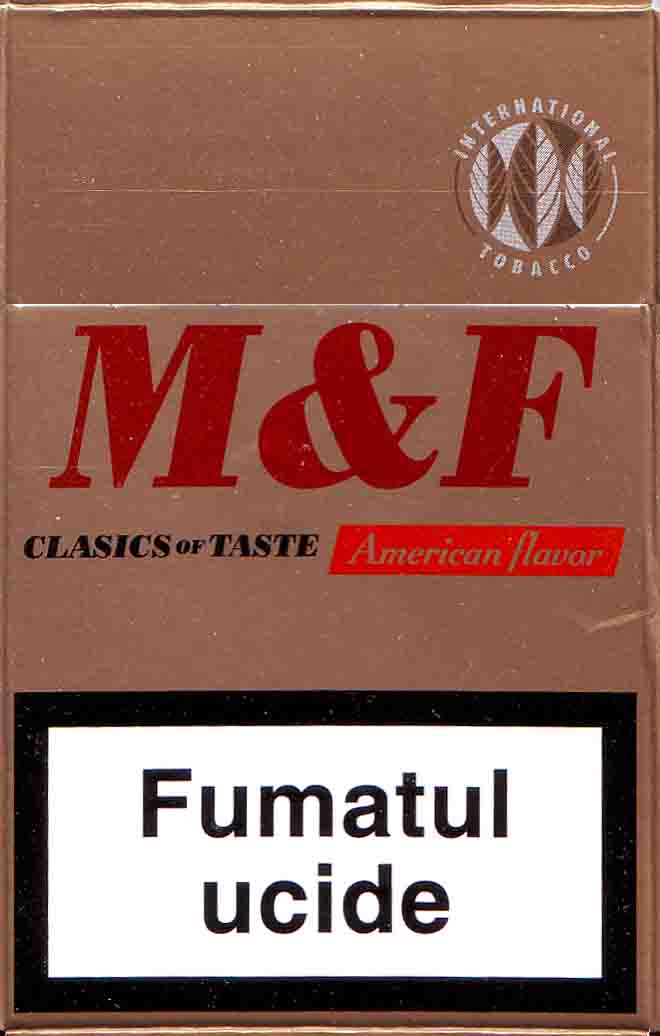 INTERNATIONAL
TOBACCO
M&F
CLASICS OF TASTE American flavor
Fumatul
ucide